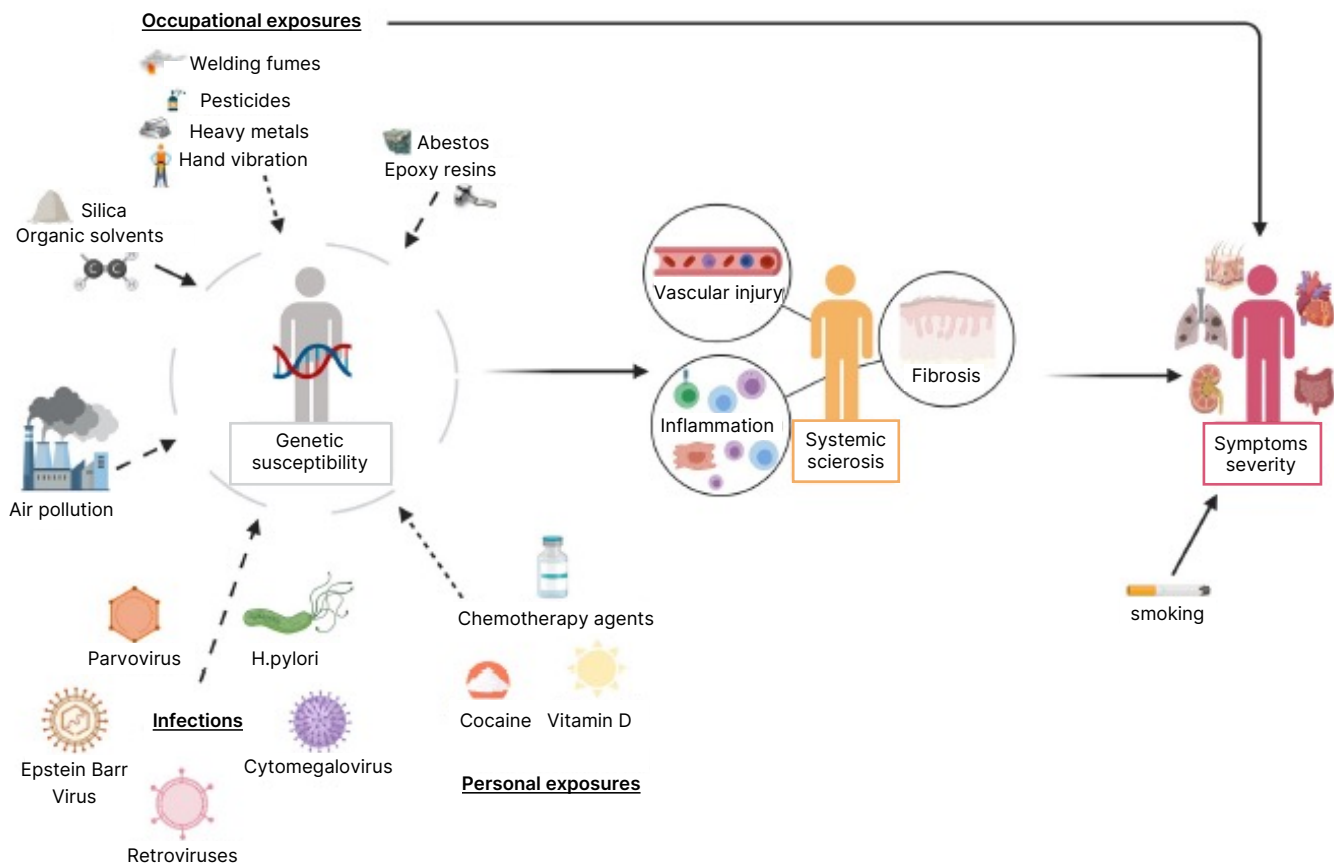 Occupational exposures
Welding fumes
Pesticides
Heavy metals
Hand vibration
Abestos
Epoxy resins
Silica
Organic solvents
C C
H H
H H
Vascular injury
Fibrosis
Inflammation
Genetic
susceptibility
Systemic
scierosis
Symptoms
severity
Air pollution
Chemotherapy agents
smoking
Parvovirus
H.pylori
Cocaine
Vitamin D
Infections
Epstein Barr
Virus
Cytomegalovirus
Personal exposures
Retroviruses